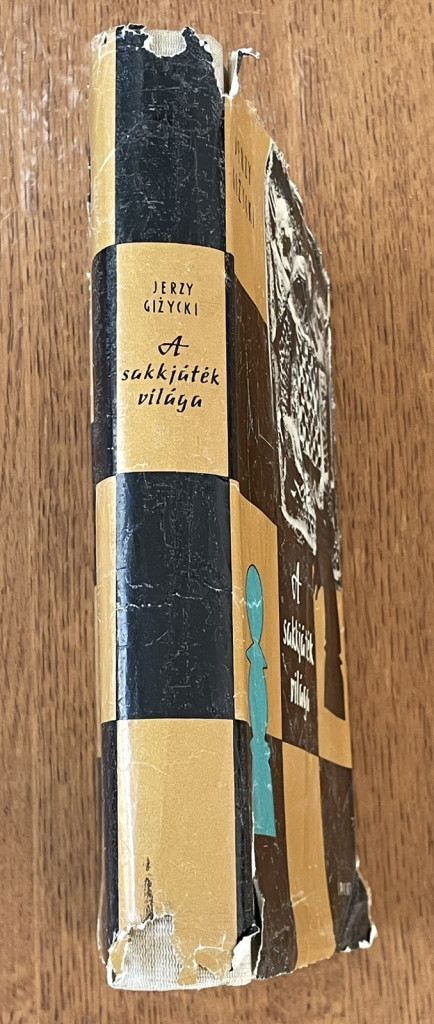 JERZY
GIŻYCKI
A
sakkjáték
világa
JERZY
GIŻYCKI
A
sakkjáték
világa